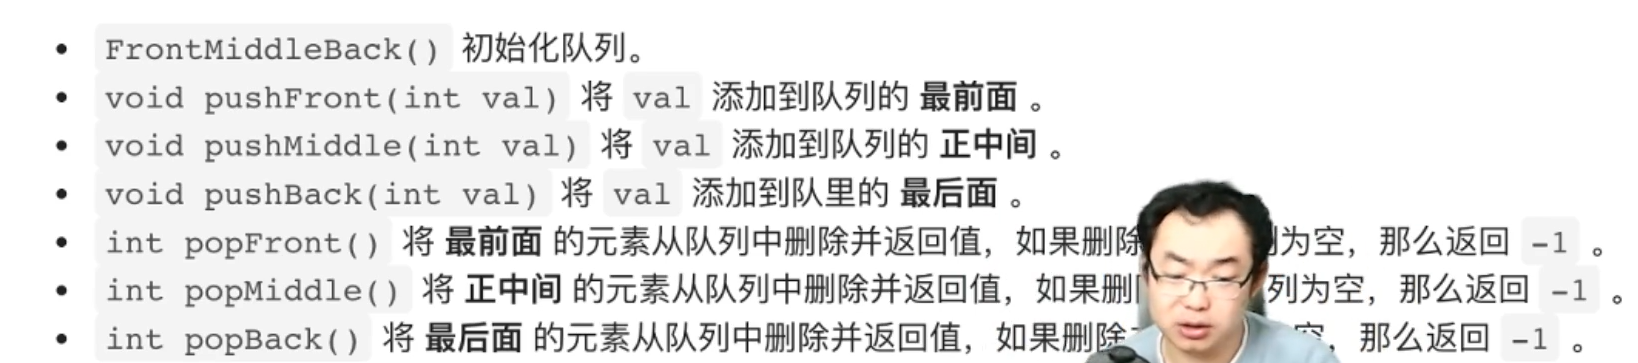 FrontMiddleBack() 初始化队列。
void pushFront(int val) 将 val 添加到队列的 最前面 。
void pushMiddle(int val) 将 val 添加到队列的 正中间 。
void pushBack(int val) 将 val 添加到队里的 最后面 。
int popFront() 将 最前面 的元素从队列中删除并返回值，如果删除 为空，那么返回 -1 。
int popMiddle() 将 正中间 的元素从队列中删除并返回值，如果删 列为空，那么返回 -1 。
int popBack() 将 最后面 的元素从队列中删除并返回值，如果删除 空，那么返回 -1 。